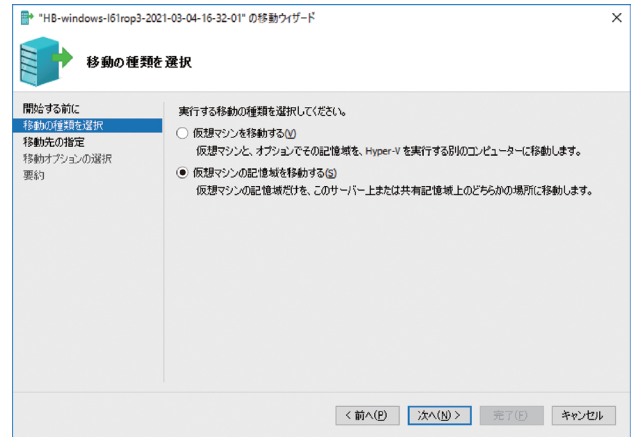 "HB-windows-l61rop3-2021-03-04-16-32-01" の移動ウィザード
移動の種類を選択
開始する前に
移動の種類を選択
移動先の指定
移動オプションの選択
要約
実行する移動の種類を選択してください。
仮想マシンを移動する(V)
仮想マシンと、オプションでその記憶域を、Hyper-V を実行する別のコンピューターに移動します。
仮想マシンの記憶域を移動する(S)
仮想マシンの記憶域だけを、このサーバー上または共有記憶域上のどちらかの場所に移動します。
< 前へ(P)
次へ(N) >
完了(F)
キャンセル